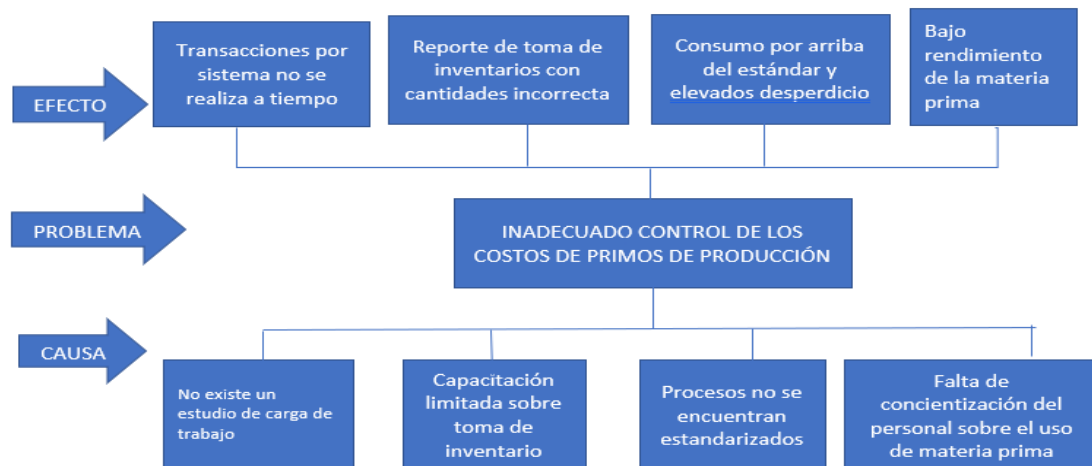 EFECTO
Transacciones por
sistema no se
realiza a tiempo
Reporte de toma de
inventarios con
cantidades incorrecta
Consumo por arriba
del estándar y
elevados desperdicio
Bajo
rendimiento
de la materia
prima
PROBLEMA
INADECUADO CONTROL DE LOS
COSTOS DE PRIMOS DE PRODUCCIÓN
CAUSA
No existe un
estudio de carga de
trabajo
Capacitación
limitada sobre
toma de
inventario
Procesos no se
encuentran
estandarizados
Falta de
concientización del
personal sobre el uso
de materia prima